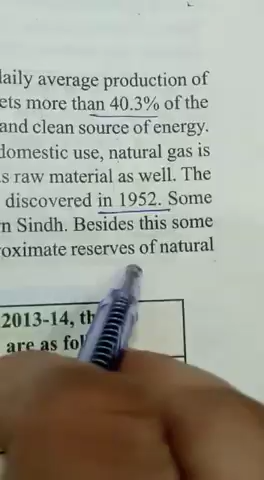 daily average production of
ets more than 40.3% of the
and clean source of energy.
domestic use, natural gas is
s raw material as well. The
discovered in 1952. Some
n Sindh. Besides this some
oximate reserves of natural
2013-14, th
are as fol